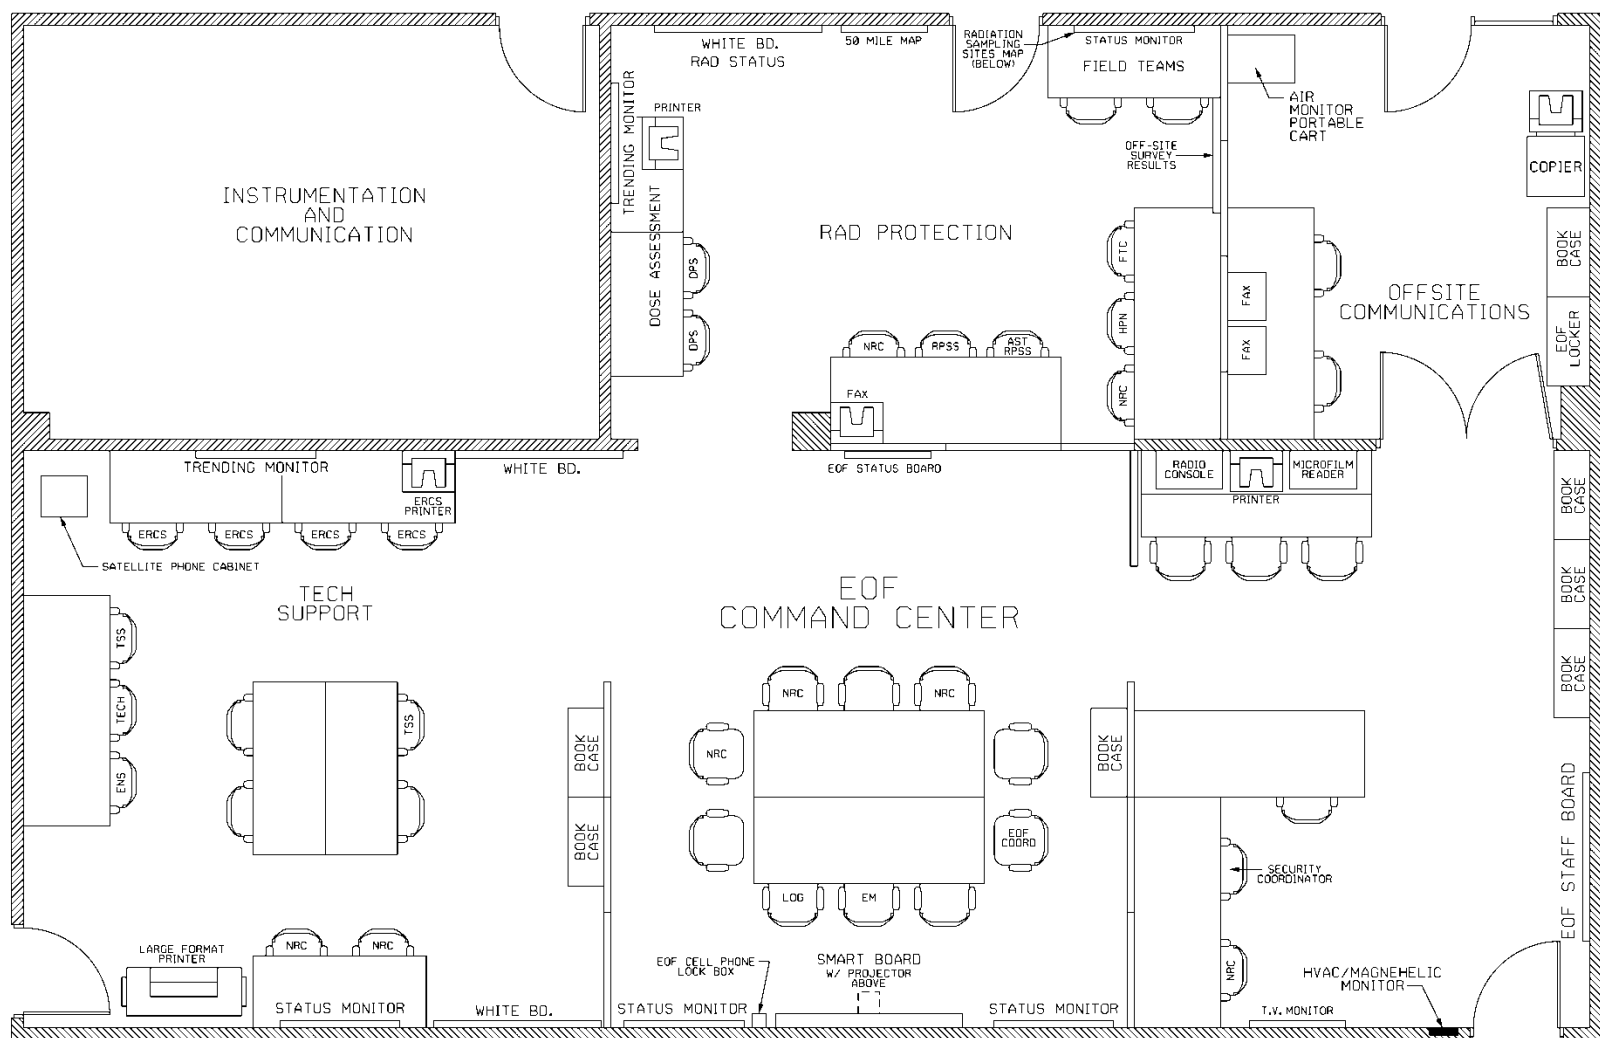 WHITE BD.
RAD STATUS
50 MILE MAP
RADIATION
SAMPLING
SITES MAP
(BELOW)
STATUS MONITOR
FIELD TEAMS
AIR
MONITOR
PORTABLE
CART
COPIER
BOOK
CASE
EOF
LOCKER
OFFSITE
COMMUNICATIONS
FAX
FAX
OFF-SITE
SURVEY
RESULTS
PRINTER
TRENDING MONITOR
DOSE ASSESSMENT
DPS
DPS
INSTRUMENTATION
AND
COMMUNICATION
RAD PROTECTION
FTC
HPN
NRC
NRC
RPSS
AST
RPSS
FAX
EOF STATUS BOARD
TRENDING MONITOR
WHITE BD.
ERCS
PRINTER
ERCS
ERCS
ERCS
ERCS
SATELLITE PHONE CABINET
RADIO
CONSOLE
PRINTER
MICROFILM
READER
BOOK
CASE
BOOK
CASE
BOOK
CASE
TECH
SUPPORT
EOF
COMMAND CENTER
TSS
TECH
ENS
TSS
BOOK
CASE
BOOK
CASE
NRC
NRC
NRC
EOF
COORD
LOG
EM
BOOK
CASE
SECURITY
COORDINATOR
NRC
EOF STAFF BOARD
LARGE FORMAT
PRINTER
NRC
NRC
STATUS MONITOR
WHITE BD.
EOF CELL PHONE
LOCK BOX
STATUS MONITOR
SMART BOARD
W/ PROJECTOR
ABOVE
STATUS MONITOR
T.V. MONITOR
HVAC/MAGNEHELIC
MONITOR